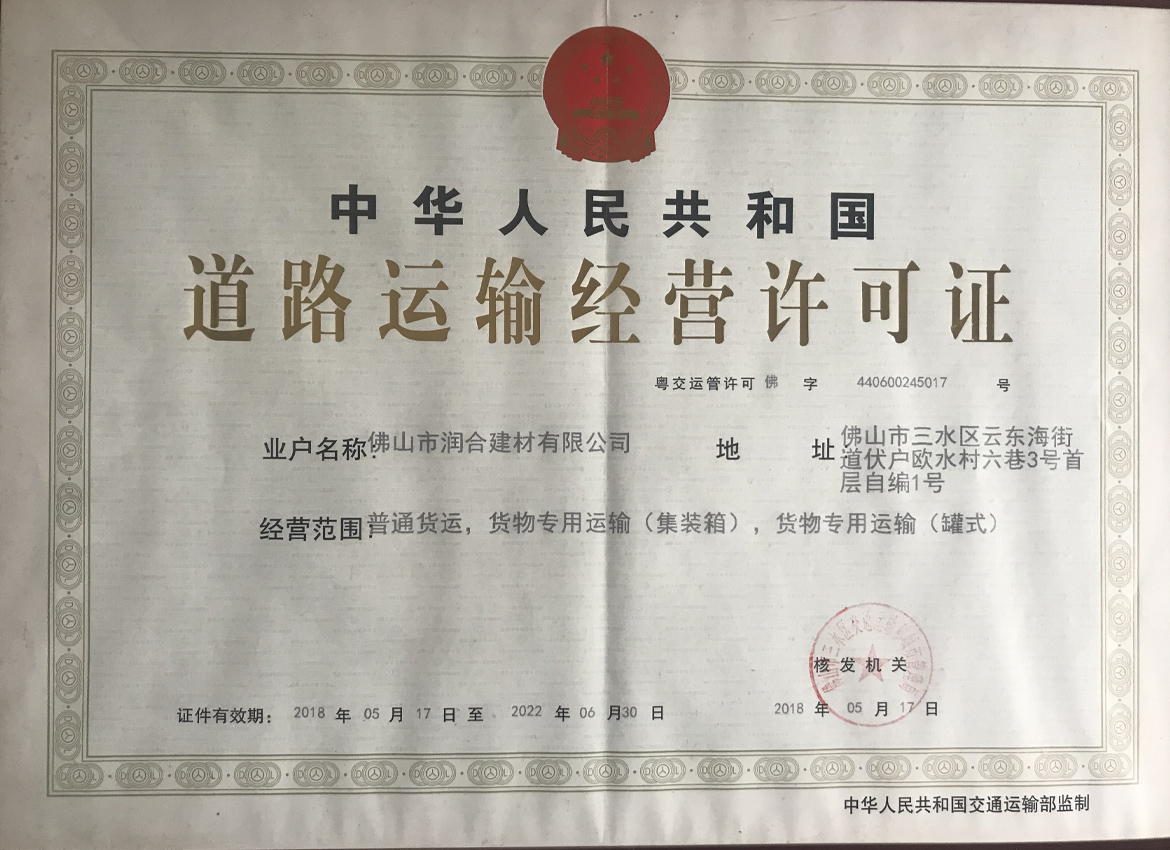 中华人民共和国
道路运输经营许可证
粤交运管许可 佛 字 440600245017 号
业户名称：佛山市润合建材有限公司
地 址 佛山市三水区云东海街
道伏户欧水村六巷3号首
层自编1号
经营范围：普通货运，货物专用运输（集装箱），货物专用运输（罐式）
核发机关
证件有效期： 2018 年 05 月 17 日 至 2022 年 06 月 30 日
2018 年 05 月 17 日
中华人民共和国交通运输部监制